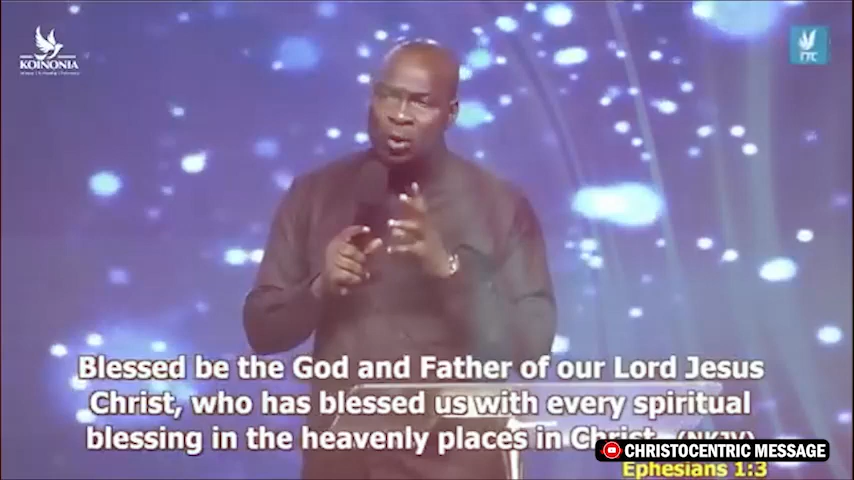 KOINONIA
ITC
Blessed be the God and Father of our Lord Jesus
Christ, who has blessed us with every spiritual
blessing in the heavenly places in Christ. (NKJV)
CHRISTOCENTRIC MESSAGE
Ephesians 1:3